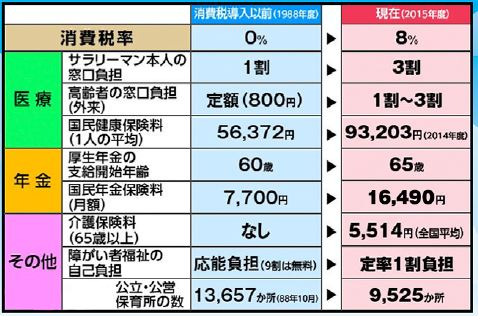 消費税導入以前(1988年度) 現在(2015年度)
消費税率 0% ▶ 8%
医療
サラリーマン本人の
窓口負担 1割 ▶ 3割
高齢者の窓口負担
(外来) 定額(800円) ▶ 1割～3割
国民健康保険料
(1人の平均) 56,372円 ▶ 93,203円(2014年度)
年金
厚生年金の
支給開始年齢 60歳 ▶ 65歳
国民年金保険料
(月額) 7,700円 ▶ 16,490円
その他
介護保険料
(65歳以上) なし ▶ 5,514円(全国平均)
障がい者福祉の
自己負担 応能負担(9割は無料) ▶ 定率1割負担
公立・公営
保育所の数 13,657か所(88年10月) ▶ 9,525か所